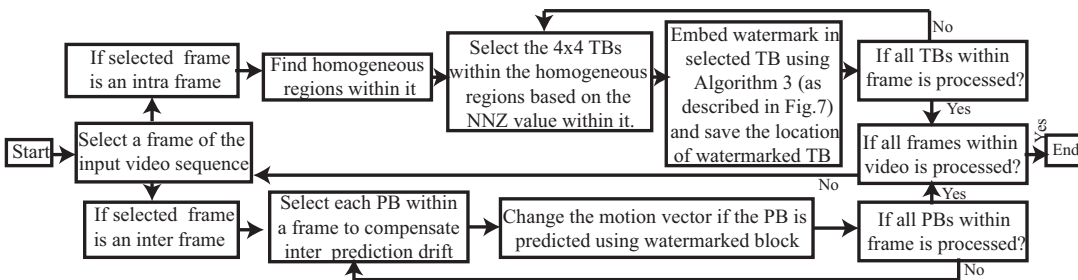 Start
Select a frame of the
input video sequence
If selected frame
is an intra frame
Find homogeneous
regions within it
Select the 4x4 TBs
within the homogeneous
regions based on the
NNZ value within it.
Embed watermark in
selected TB using
Algorithm 3 (as
described in Fig.7)
and save the location
of watermarked TB
No
If all TBs within
frame is processed?
Yes
If all frames within
video is processed?
Yes
End
No
If selected frame
is an inter frame
Select each PB within
a frame to compensate
inter prediction drift
Change the motion vector if the PB is
predicted using watermarked block
Yes
If all PBs within
frame is processed?
No